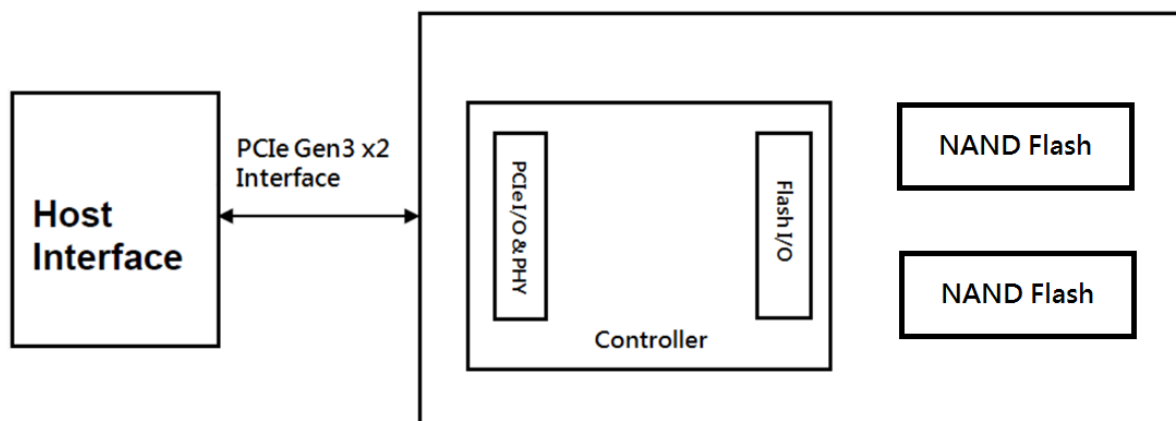 Host
Interface
PCIe Gen3 x2
Interface
PCIe I/O & PHY
Flash I/O
Controller
NAND Flash
NAND Flash